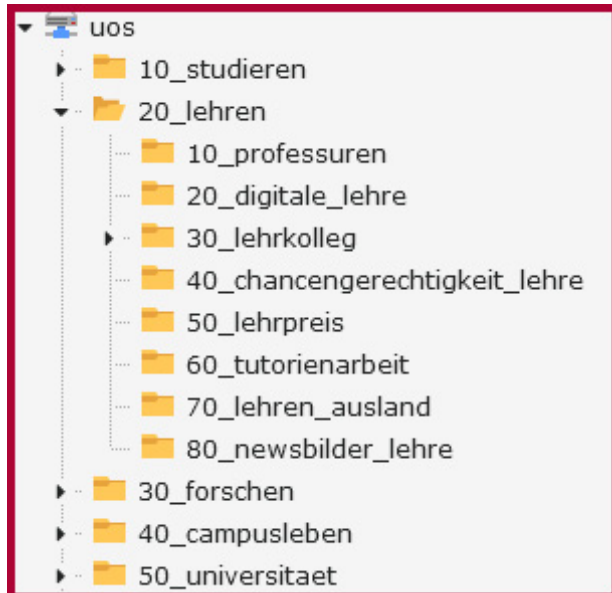 uos
10_studieren
20_lehren
10_professuren
20_digitale_lehre
30_lehrkolleg
40_chancengerechtigkeit_lehre
50_lehrpreis
60_tutorienarbeit
70_lehren_ausland
80_newsbilder_lehre
30_forschen
40_campusleben
50_universitaet